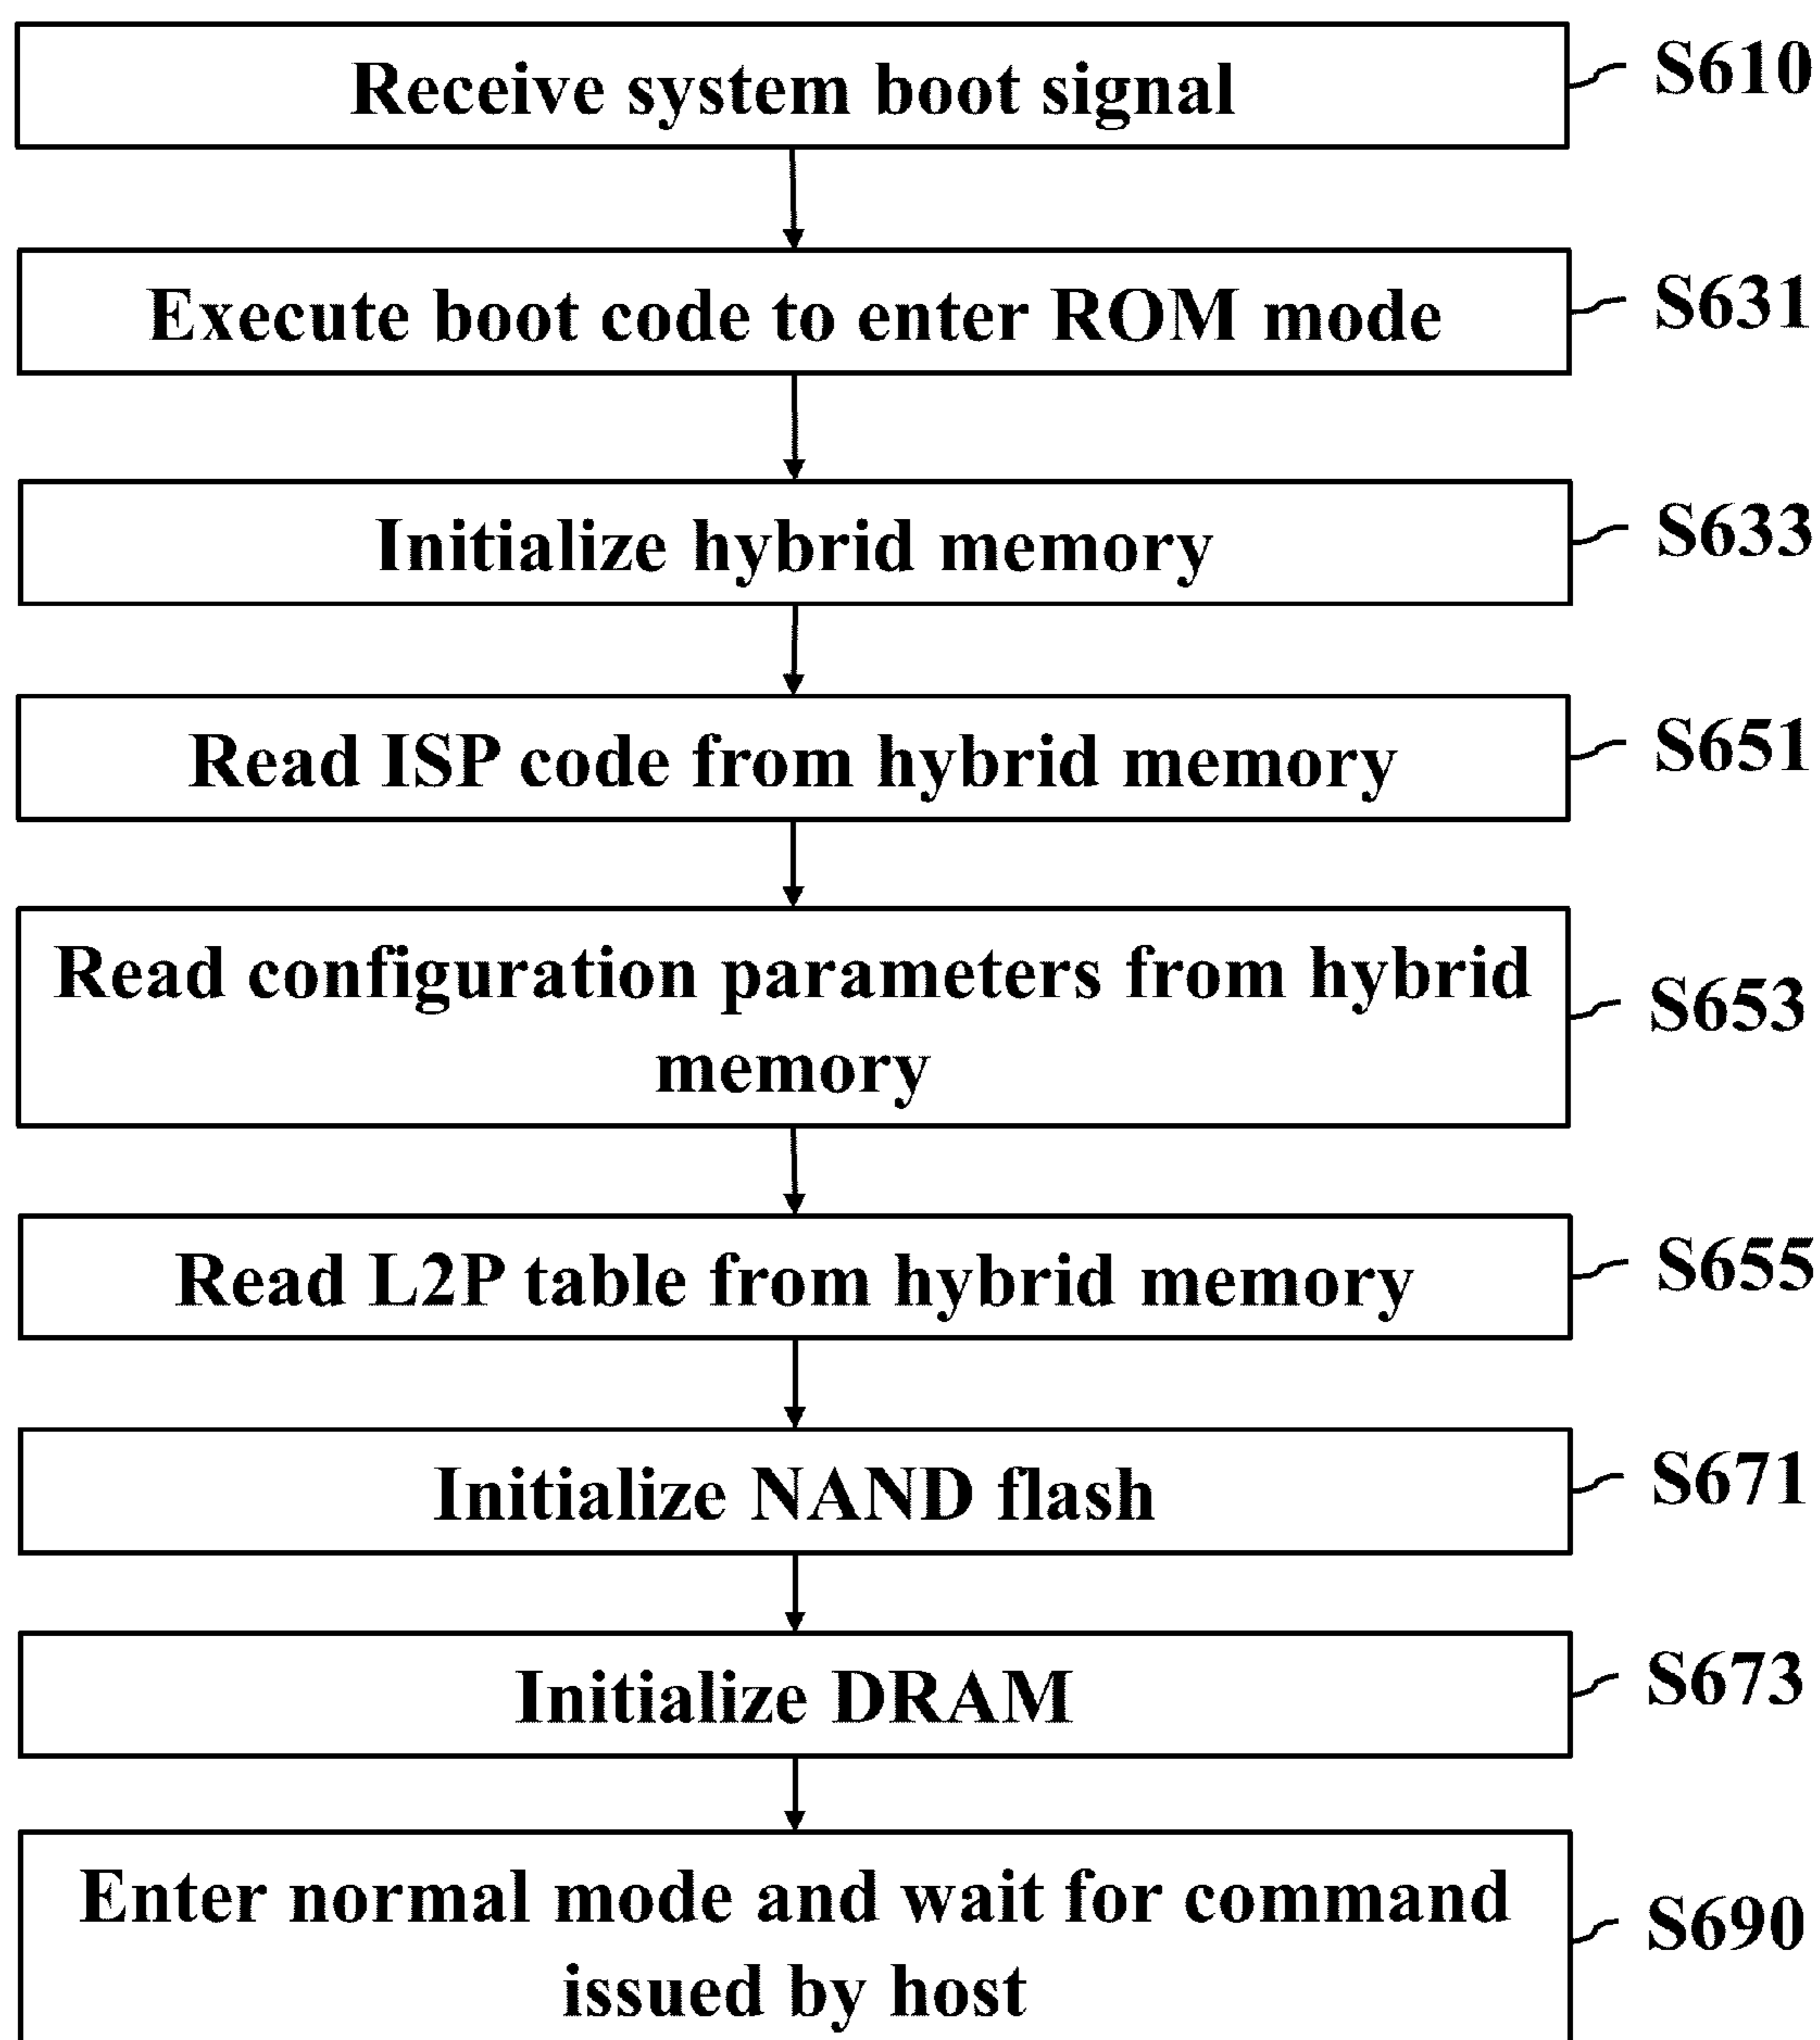 Receive system boot signal
S610
Execute boot code to enter ROM mode
S631
Initialize hybrid memory
S633
Read ISP code from hybrid memory
S651
Read configuration parameters from hybrid
memory
S653
Read L2P table from hybrid memory
S655
Initialize NAND flash
S671
Initialize DRAM
S673
Enter normal mode and wait for command
issued by host
S690